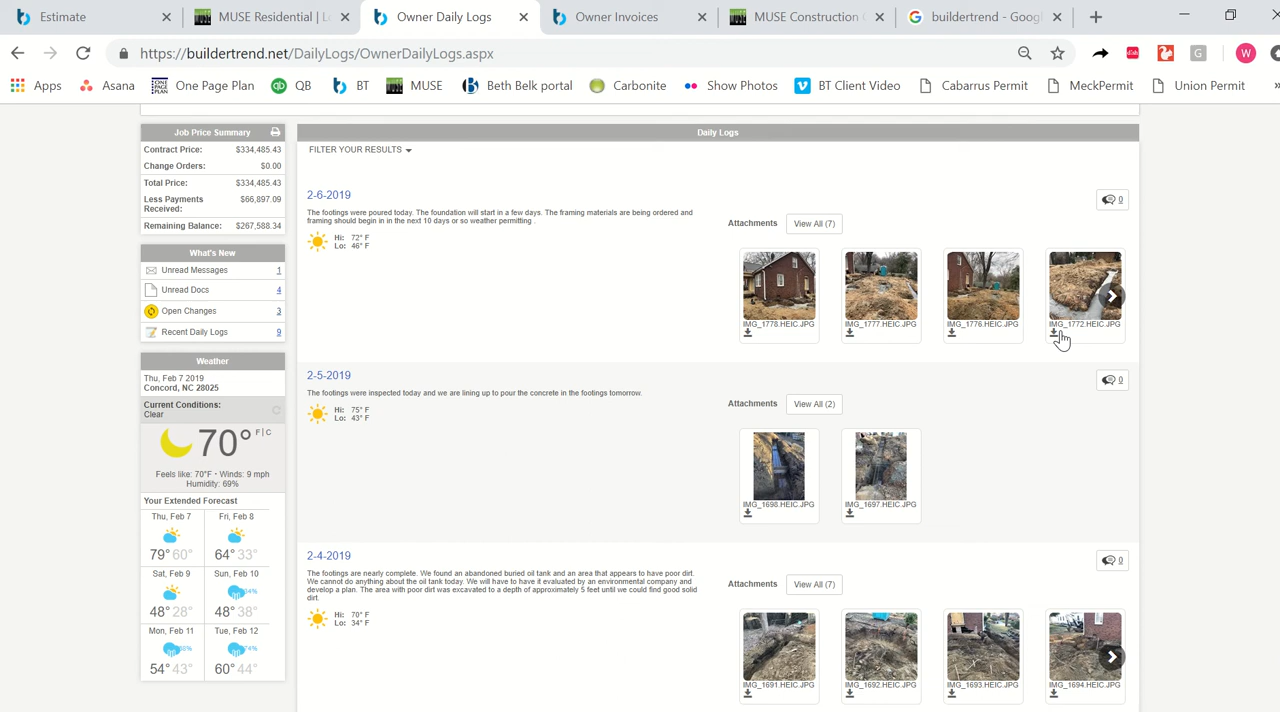 Estimate
MUSE Residential | L
Owner Daily Logs
Owner Invoices
MUSE Construction
buildertrend - Goog
https://buildertrend.net/DailyLogs/OwnerDailyLogs.aspx
W
Apps
Asana
One Page Plan
QB
BT
MUSE
Beth Belk portal
Carbonite
Show Photos
BT Client Video
Cabarrus Permit
MeckPermit
Union Permit
Job Price Summary
Contract Price: $334,485.43
Change Orders: $0.00
Total Price: $334,485.43
Less Payments
Received: $66,897.09
Remaining Balance: $267,588.34
What's New
Unread Messages 1
Unread Docs 4
Open Changes 3
Recent Daily Logs 9
Weather
Thu, Feb 7 2019
Concord, NC 28025
Current Conditions:
Clear
70° F | C
Feels like: 70°F • Winds: 9 mph
Humidity: 69%
Your Extended Forecast
Thu, Feb 7 Fri, Feb 8
79° 60° 64° 33°
Sat, Feb 9 Sun, Feb 10
48° 28° 48° 38°
Mon, Feb 11 Tue, Feb 12
54° 43° 60° 44°
Daily Logs
FILTER YOUR RESULTS
2-6-2019
0
The footings were poured today. The foundation will start in a few days. The framing materials are being ordered and
framing should begin in in the next 10 days or so weather permitting .
Hi: 72° F
Lo: 46° F
Attachments View All (7)
IMG_1778.HEIC.JPG IMG_1777.HEIC.JPG IMG_1776.HEIC.JPG IMG_1772.HEIC.JPG
2-5-2019
0
The footings were inspected today and we are lining up to pour the concrete in the footings tomorrow.
Hi: 75° F
Lo: 43° F
Attachments View All (2)
IMG_1698.HEIC.JPG IMG_1697.HEIC.JPG
2-4-2019
0
The footings are nearly complete. We found an abandoned buried oil tank and an area that appears to have poor dirt.
We cannot do anything about the oil tank today. We will have to have it evaluated by an environmental company and
develop a plan. The area with poor dirt was excavated to a depth of approximately 5 feet until we could find good solid
dirt.
Hi: 70° F
Lo: 34° F
Attachments View All (7)
IMG_1691.HEIC.JPG IMG_1692.HEIC.JPG IMG_1693.HEIC.JPG IMG_1694.HEIC.JPG